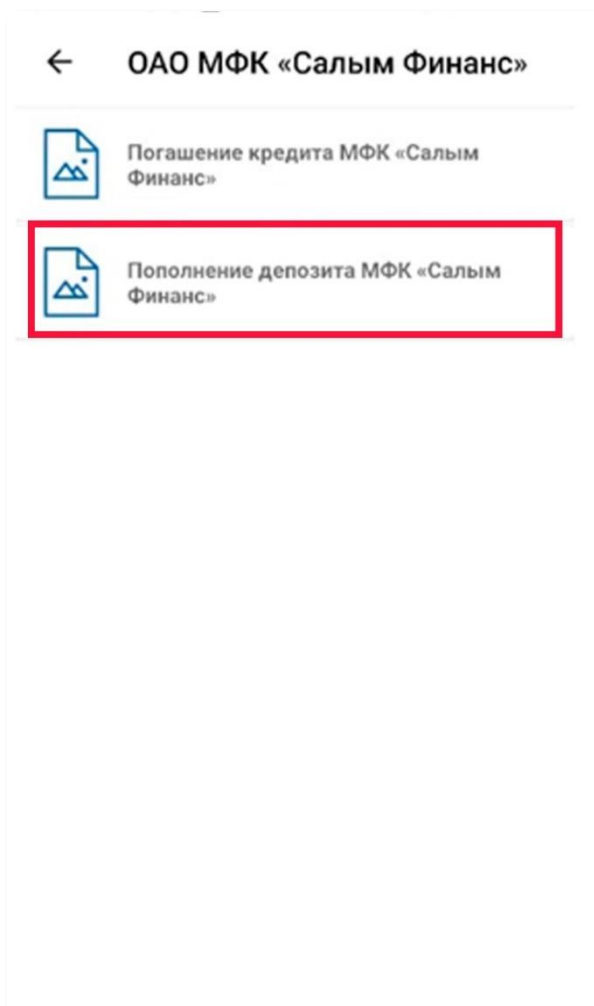 ОАО МФК «Салым Финанс»
Погашение кредита МФК «Салым
Финанс»
Пополнение депозита МФК «Салым
Финанс»